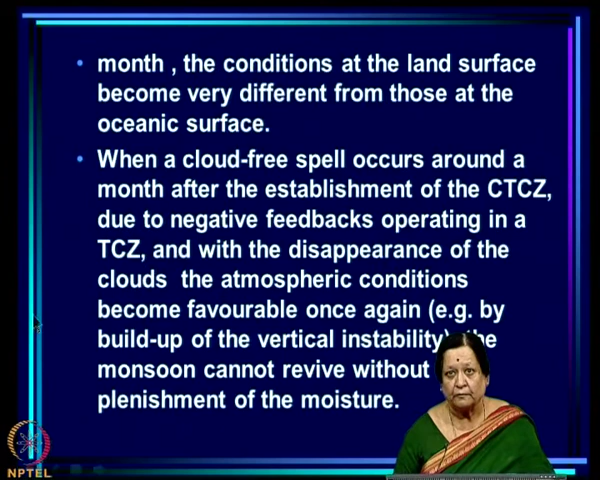 • month , the conditions at the land surface
become very different from those at the
oceanic surface.
• When a cloud-free spell occurs around a
month after the establishment of the CTCZ,
due to negative feedbacks operating in a
TCZ, and with the disappearance of the
clouds the atmospheric conditions
become favourable once again (e.g. by
build-up of the vertical instability)
monsoon cannot revive without
plenishment of the moisture.
NPTEL